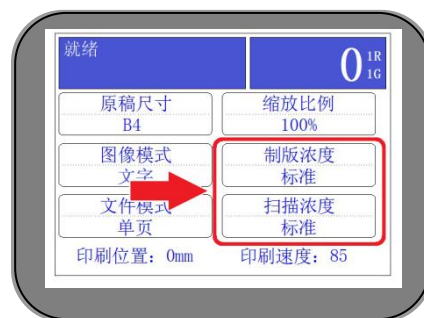 就绪
0 1R
1G
原稿尺寸 缩放比例
B4 100%
图像模式 制版浓度
文字 标准
文件模式 扫描浓度
单页 标准
印刷位置：0mm 印刷速度：85